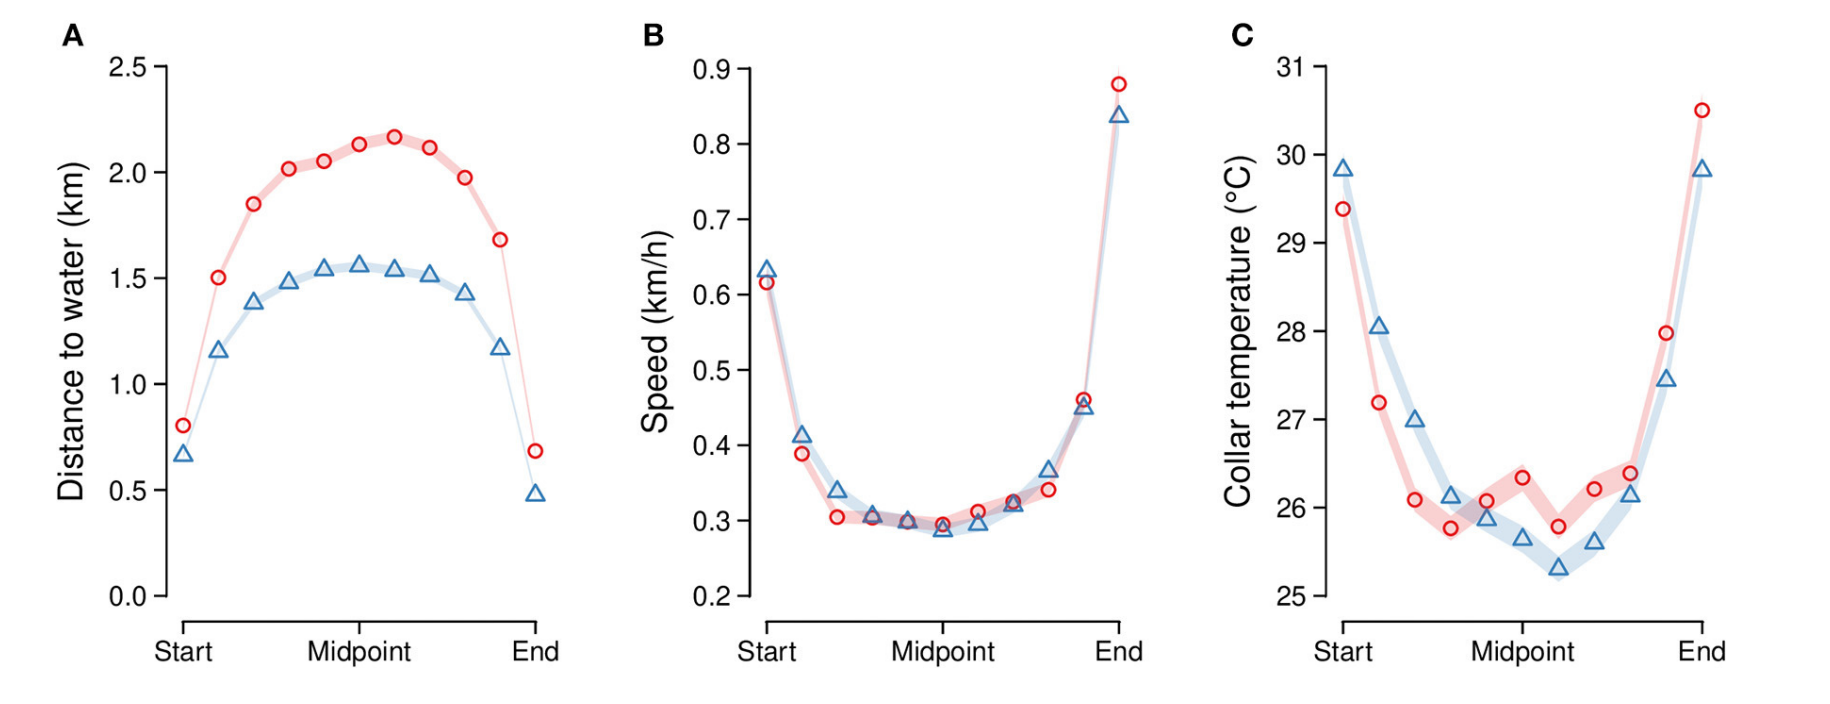 A
Distance to water (km)
2.5
2.0
1.5
1.0
0.5
0.0
Start Midpoint End
B
Speed (km/h)
0.9
0.8
0.7
0.6
0.5
0.4
0.3
0.2
Start Midpoint End
C
Collar temperature (°C)
31
30
29
28
27
26
25
Start Midpoint End